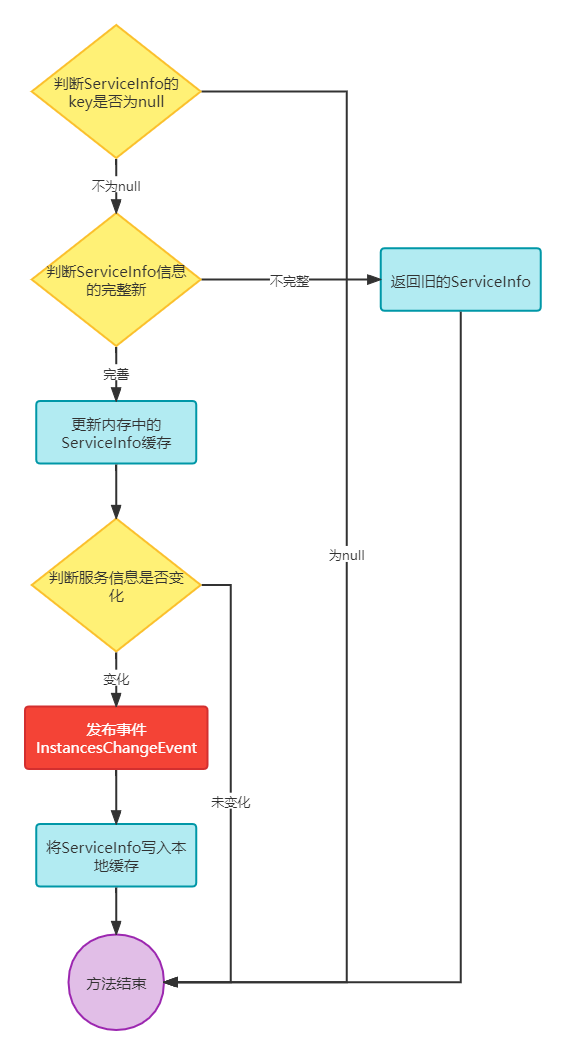 判断ServiceInfo的
key是否为null
不为null
判断ServiceInfo信息
的完整新
不完整
返回旧的ServiceInfo
完善
更新内存中的
ServiceInfo缓存
为null
判断服务信息是否变
化
变化
发布事件
InstancesChangeEvent
未变化
将ServiceInfo写入本
地缓存
方法结束